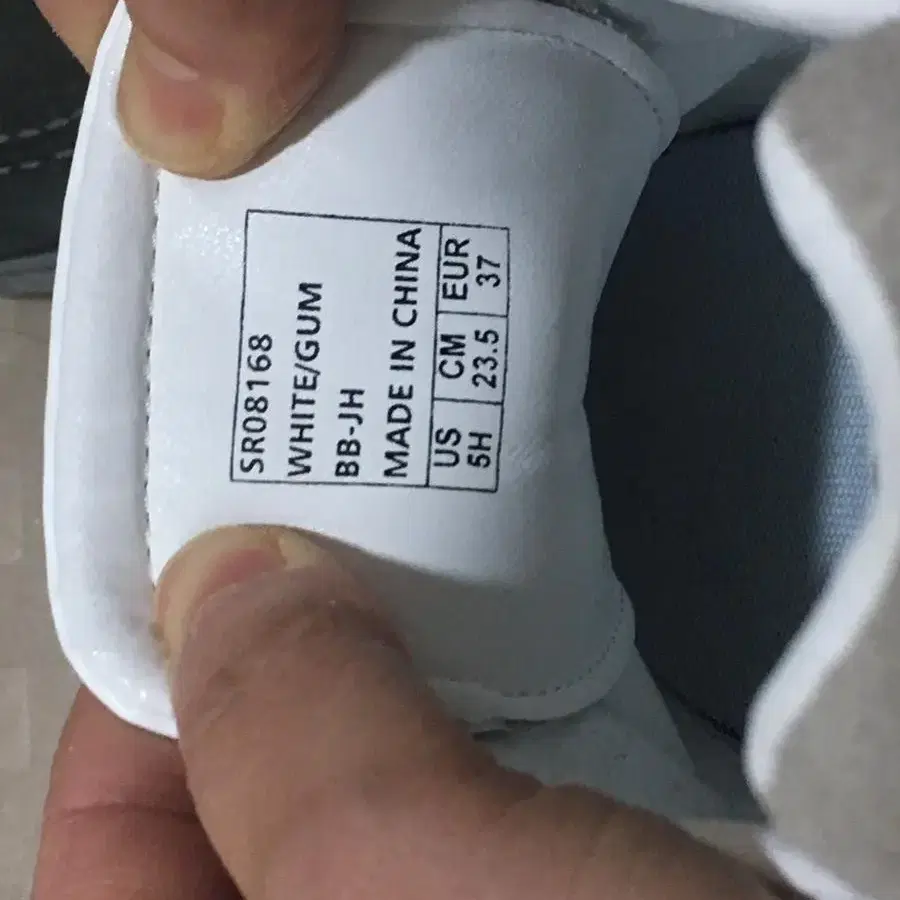 SR08168
WHITE/GUM
BB-JH
MADE IN CHINA
US CM EUR
5H 23.5 37